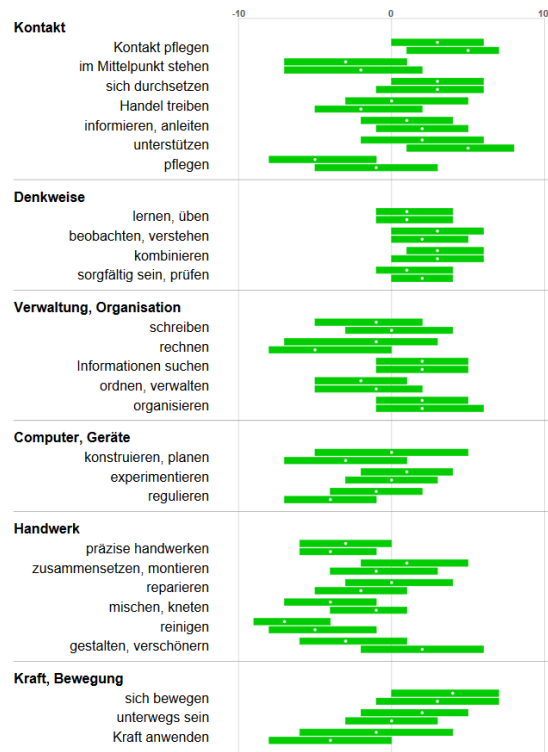 -10 0 10
Kontakt
Kontakt pflegen
im Mittelpunkt stehen
sich durchsetzen
Handel treiben
informieren, anleiten
unterstützen
pflegen
Denkweise
lernen, üben
beobachten, verstehen
kombinieren
sorgfältig sein, prüfen
Verwaltung, Organisation
schreiben
rechnen
Informationen suchen
ordnen, verwalten
organisieren
Computer, Geräte
konstruieren, planen
experimentieren
regulieren
Handwerk
präzise handwerken
zusammensetzen, montieren
reparieren
mischen, kneten
reinigen
gestalten, verschönern
Kraft, Bewegung
sich bewegen
unterwegs sein
Kraft anwenden